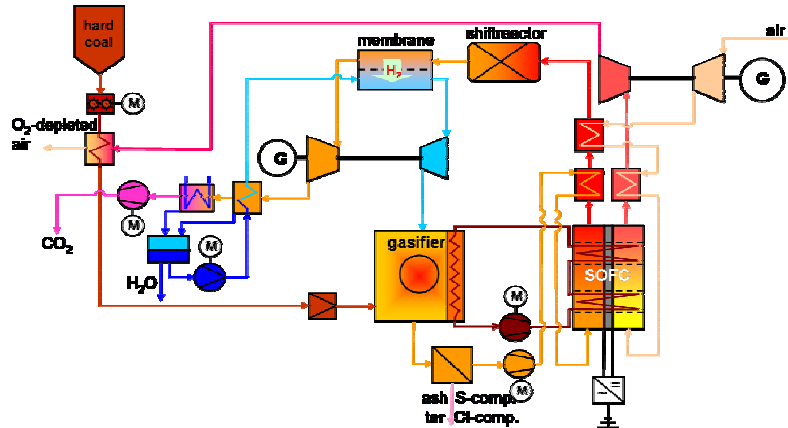 hard
coal
M
O2-depleted
air
CO2
M
H2O
M
G
membrane
H2
shiftreactor
air
G
gasifier
M
SOFC
M
ash S-comp.
tar Cl-comp.